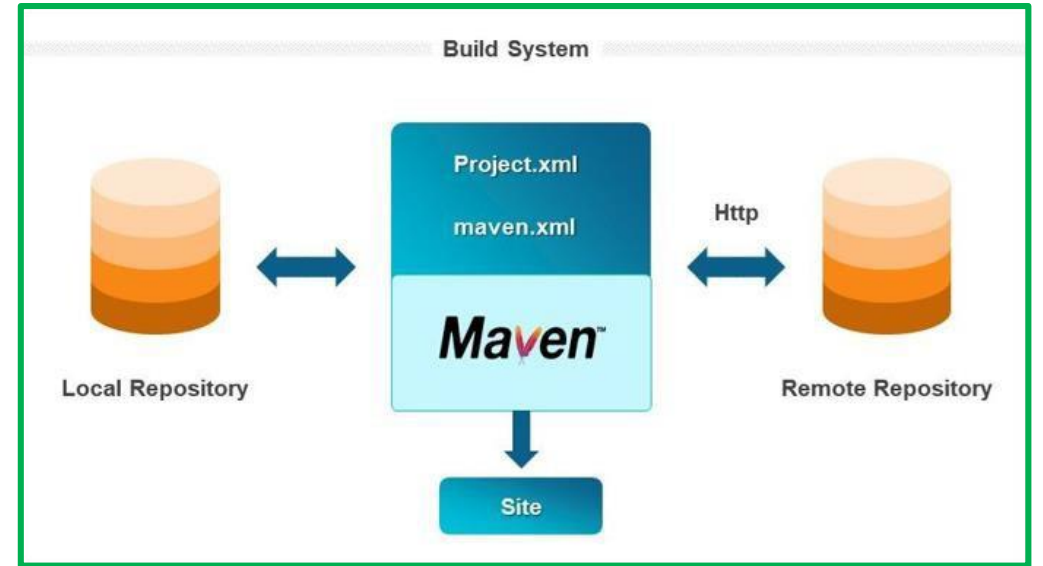 Build System
Project.xml
maven.xml
Http
Maven™
Local Repository
Remote Repository
Site